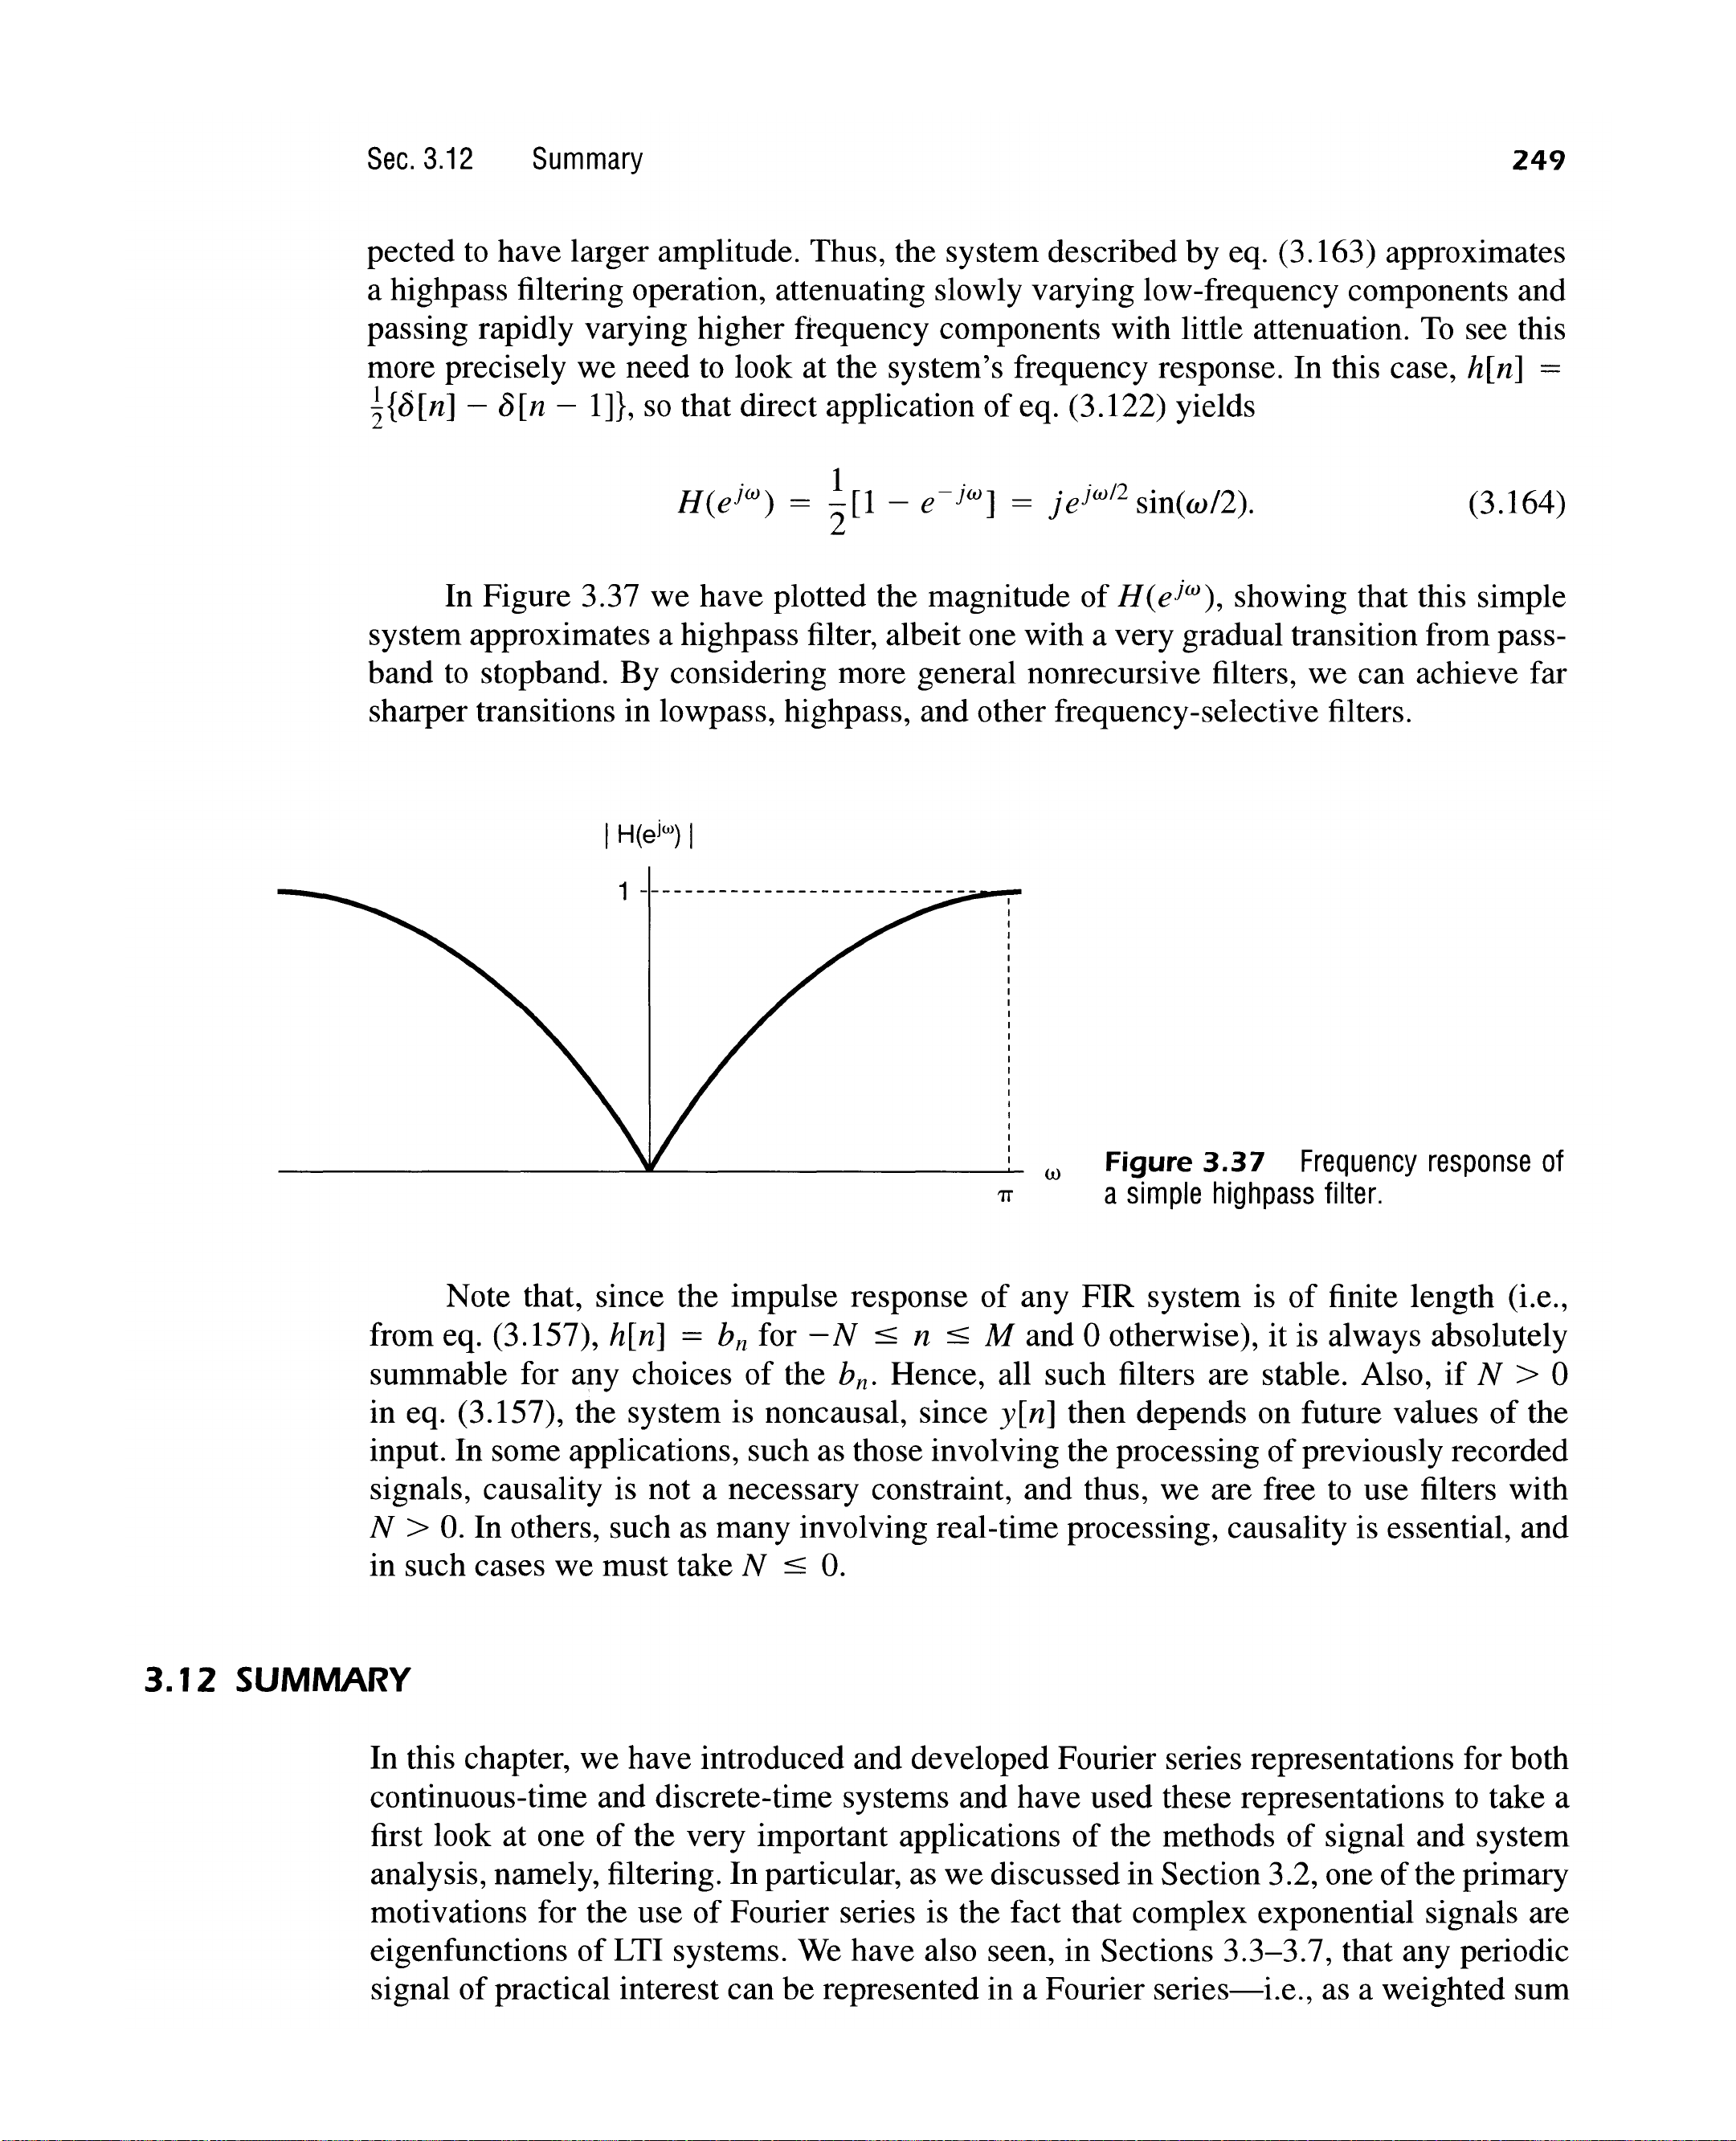 Sec. 3.12 Summary 249
pected to have larger amplitude. Thus, the system described by eq. (3.163) approximates
a highpass filtering operation, attenuating slowly varying low-frequency components and
passing rapidly varying higher frequency components with little attenuation. To see this
more precisely we need to look at the system's frequency response. In this case, h[n] =
½{δ[n] − δ[n − 1]}, so that direct application of eq. (3.122) yields
H(e^{jω}) = 1/2 [1 − e^{−jω}] = je^{jω/2} sin(ω/2). (3.164)
In Figure 3.37 we have plotted the magnitude of H(e^{jω}), showing that this simple
system approximates a highpass filter, albeit one with a very gradual transition from pass-
band to stopband. By considering more general nonrecursive filters, we can achieve far
sharper transitions in lowpass, highpass, and other frequency-selective filters.
| H(e^{jω}) |
1
ω
π
Figure 3.37 Frequency response of
a simple highpass filter.
Note that, since the impulse response of any FIR system is of finite length (i.e.,
from eq. (3.157), h[n] = b_n for −N ≤ n ≤ M and 0 otherwise), it is always absolutely
summable for any choices of the b_n. Hence, all such filters are stable. Also, if N > 0
in eq. (3.157), the system is noncausal, since y[n] then depends on future values of the
input. In some applications, such as those involving the processing of previously recorded
signals, causality is not a necessary constraint, and thus, we are free to use filters with
N > 0. In others, such as many involving real-time processing, causality is essential, and
in such cases we must take N ≤ 0.
3.12 SUMMARY
In this chapter, we have introduced and developed Fourier series representations for both
continuous-time and discrete-time systems and have used these representations to take a
first look at one of the very important applications of the methods of signal and system
analysis, namely, filtering. In particular, as we discussed in Section 3.2, one of the primary
motivations for the use of Fourier series is the fact that complex exponential signals are
eigenfunctions of LTI systems. We have also seen, in Sections 3.3–3.7, that any periodic
signal of practical interest can be represented in a Fourier series—i.e., as a weighted sum